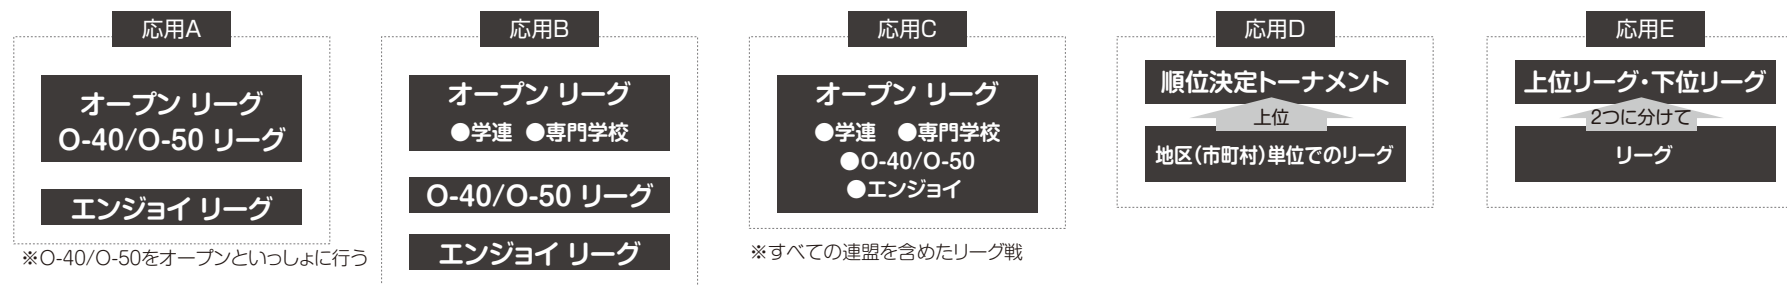 応用A
オープン リーグ
O-40/O-50 リーグ
エンジョイ リーグ
※O-40/O-50をオープンといっしょに行う
応用B
オープン リーグ
●学連 ●専門学校
O-40/O-50 リーグ
エンジョイ リーグ
応用C
オープン リーグ
●学連 ●専門学校
●O-40/O-50
●エンジョイ
※すべての連盟を含めたリーグ戦
応用D
順位決定トーナメント
上位
地区(市町村)単位でのリーグ
応用E
上位リーグ・下位リーグ
2つに分けて
リーグ